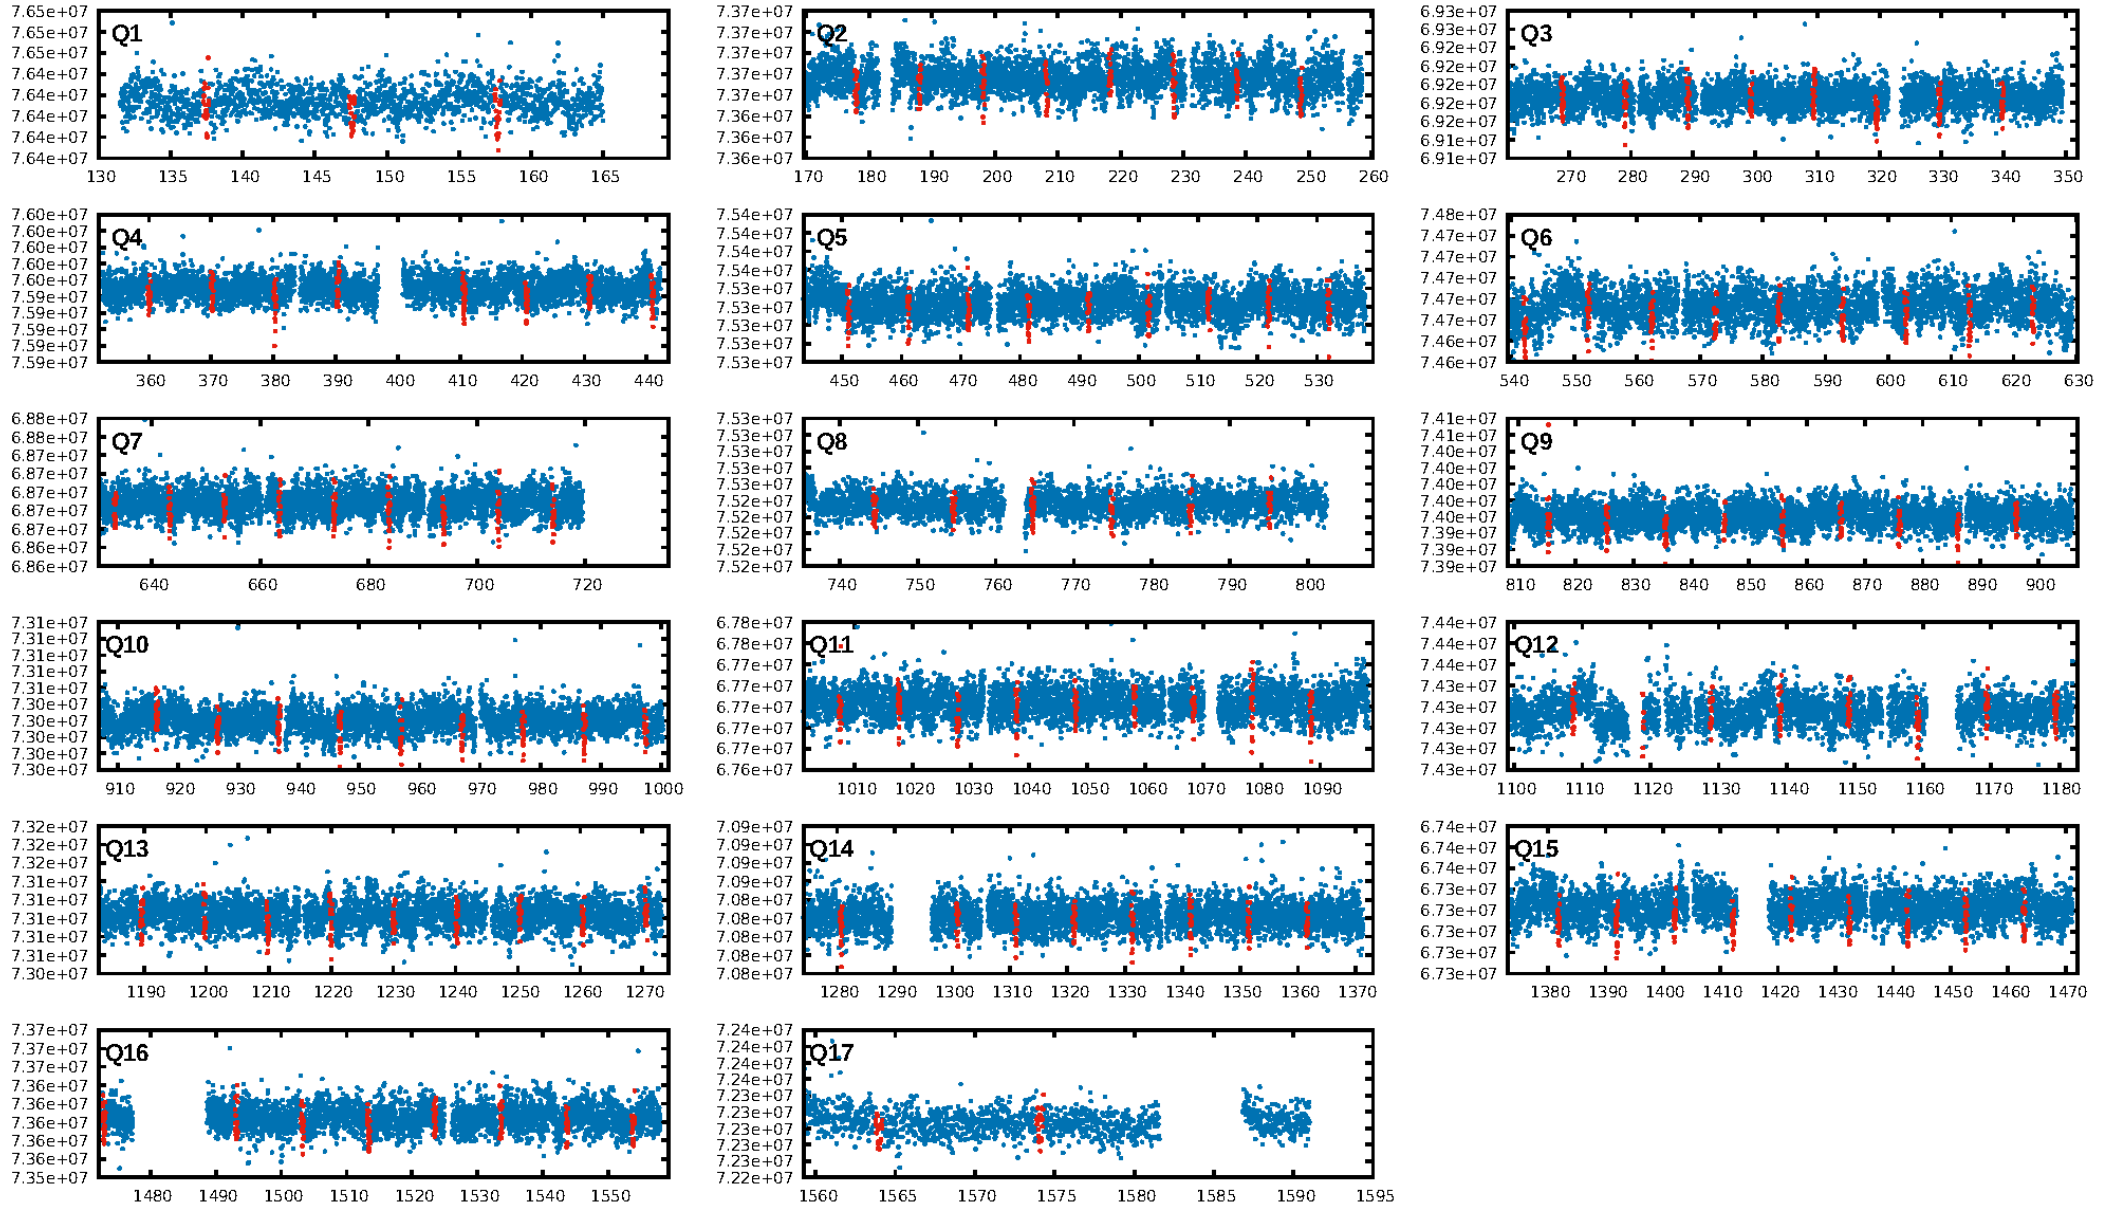 7.65e+07
7.65e+07
7.65e+07
7.64e+07
7.64e+07
7.64e+07
7.64e+07
7.64e+07
Q1
130 135 140 145 150 155 160 165
7.37e+07
7.37e+07
7.37e+07
7.37e+07
7.37e+07
7.36e+07
7.36e+07
7.36e+07
Q2
170 180 190 200 210 220 230 240 250 260
6.93e+07
6.93e+07
6.92e+07
6.92e+07
6.92e+07
6.92e+07
6.92e+07
6.91e+07
6.91e+07
Q3
270 280 290 300 310 320 330 340 350
7.60e+07
7.60e+07
7.60e+07
7.60e+07
7.60e+07
7.59e+07
7.59e+07
7.59e+07
7.59e+07
7.59e+07
Q4
360 370 380 390 400 410 420 430 440
7.54e+07
7.54e+07
7.54e+07
7.54e+07
7.53e+07
7.53e+07
7.53e+07
7.53e+07
7.53e+07
Q5
450 460 470 480 490 500 510 520 530
7.48e+07
7.47e+07
7.47e+07
7.47e+07
7.47e+07
7.47e+07
7.46e+07
7.46e+07
Q6
540 550 560 570 580 590 600 610 620 630
6.88e+07
6.88e+07
6.87e+07
6.87e+07
6.87e+07
6.87e+07
6.87e+07
6.86e+07
6.86e+07
Q7
640 660 680 700 720
7.53e+07
7.53e+07
7.53e+07
7.53e+07
7.53e+07
7.52e+07
7.52e+07
7.52e+07
7.52e+07
7.52e+07
Q8
740 750 760 770 780 790 800
7.41e+07
7.41e+07
7.40e+07
7.40e+07
7.40e+07
7.40e+07
7.40e+07
7.39e+07
7.39e+07
7.39e+07
Q9
810 820 830 840 850 860 870 880 890 900
7.31e+07
7.31e+07
7.31e+07
7.31e+07
7.31e+07
7.30e+07
7.30e+07
7.30e+07
7.30e+07
7.30e+07
Q10
910 920 930 940 950 960 970 980 990 1000
6.78e+07
6.78e+07
6.77e+07
6.77e+07
6.77e+07
6.77e+07
6.77e+07
6.76e+07
Q11
1010 1020 1030 1040 1050 1060 1070 1080 1090
7.44e+07
7.44e+07
7.44e+07
7.43e+07
7.43e+07
7.43e+07
7.43e+07
7.43e+07
Q12
1100 1110 1120 1130 1140 1150 1160 1170 1180
7.32e+07
7.32e+07
7.32e+07
7.31e+07
7.31e+07
7.31e+07
7.31e+07
7.31e+07
7.30e+07
Q13
1190 1200 1210 1220 1230 1240 1250 1260 1270
7.09e+07
7.09e+07
7.09e+07
7.09e+07
7.08e+07
7.08e+07
7.08e+07
7.08e+07
7.08e+07
Q14
1280 1290 1300 1310 1320 1330 1340 1350 1360 1370
6.74e+07
6.74e+07
6.74e+07
6.73e+07
6.73e+07
6.73e+07
6.73e+07
6.73e+07
Q15
1380 1390 1400 1410 1420 1430 1440 1450 1460 1470
7.37e+07
7.37e+07
7.37e+07
7.36e+07
7.36e+07
7.36e+07
7.36e+07
7.36e+07
7.35e+07
Q16
1480 1490 1500 1510 1520 1530 1540 1550
7.24e+07
7.24e+07
7.24e+07
7.24e+07
7.23e+07
7.23e+07
7.23e+07
7.23e+07
7.23e+07
7.22e+07
Q17
1560 1565 1570 1575 1580 1585 1590 1595